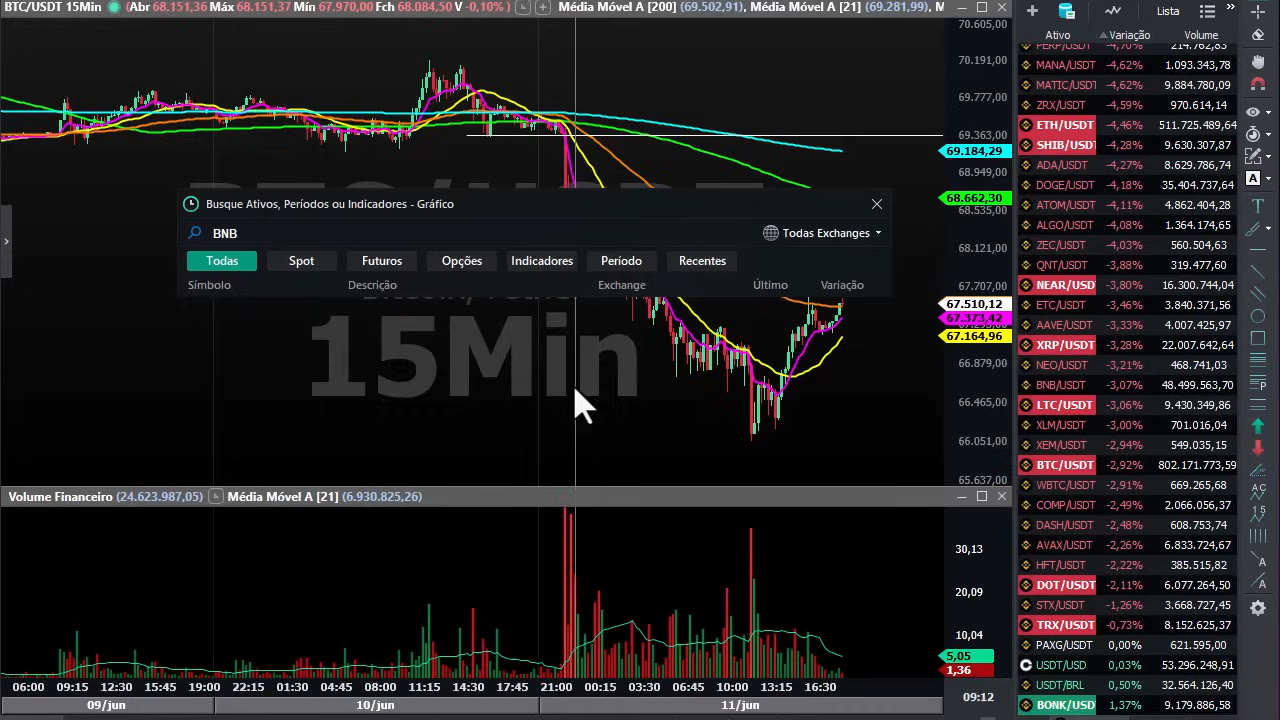 BTC/USDT 15Min (Abr 68.151,36 Máx 68.151,37 Mín 67.970,00 Fch 68.084,50 V -0,10% ) Média Móvel A [200] (69.502,91), Média Móvel A [21] (69.281,99), M
70.605,00
70.191,00
69.777,00
69.363,00
69.184,29
68.949,00
68.662,30
68.535,00
68.121,00
67.707,00
67.510,12
67.373,42
67.164,96
66.879,00
66.465,00
66.051,00
65.637,00
BTC/USDT
15Min
Busque Ativos, Períodos ou Indicadores - Gráfico
BNB
Todas Exchanges
Todas Spot Futuros Opções Indicadores Período Recentes
Símbolo Descrição Exchange Último Variação
Volume Financeiro (24.623.987,05) Média Móvel A [21] (6.930.825,26)
30,13
20,09
10,04
5,05
1,36
06:00 09:15 12:30 15:45 19:00 22:15 01:30 04:45 08:00 11:15 14:30 17:45 21:00 00:15 03:30 06:45 10:00 13:15 16:30
09/jun 10/jun 11/jun
09:12
Lista
Ativo Variação Volume
PERP/USDT -4,70% 214.762,83
MANA/USDT -4,62% 1.093.343,78
MATIC/USDT -4,62% 9.884.780,09
ZRX/USDT -4,59% 970.614,14
ETH/USDT -4,46% 511.725.489,64
SHIB/USDT -4,28% 9.630.307,87
ADA/USDT -4,27% 8.629.786,74
DOGE/USDT -4,18% 35.404.737,64
ATOM/USDT -4,11% 4.862.404,28
ALGO/USDT -4,08% 1.364.174,65
ZEC/USDT -4,03% 560.504,63
QNT/USDT -3,88% 319.477,60
NEAR/USDT -3,80% 16.300.744,04
ETC/USDT -3,46% 3.840.371,56
AAVE/USDT -3,33% 4.007.425,97
XRP/USDT -3,28% 22.007.642,64
NEO/USDT -3,21% 468.741,03
BNB/USDT -3,07% 48.499.563,70
LTC/USDT -3,06% 9.430.349,86
XLM/USDT -3,00% 701.016,04
XEM/USDT -2,94% 549.035,15
BTC/USDT -2,92% 802.171.773,59
WBTC/USDT -2,91% 669.265,68
COMP/USDT -2,49% 2.066.056,37
DASH/USDT -2,48% 608.753,74
AVAX/USDT -2,26% 6.833.724,67
HFT/USDT -2,22% 385.515,82
DOT/USDT -2,11% 6.077.264,50
STX/USDT -1,26% 3.668.727,45
TRX/USDT -0,73% 8.152.625,37
PAXG/USDT 0,00% 621.595,00
USDT/USD 0,03% 53.296.248,91
USDT/BRL 0,50% 32.564.126,40
BONK/USD 1,37% 9.179.886,58